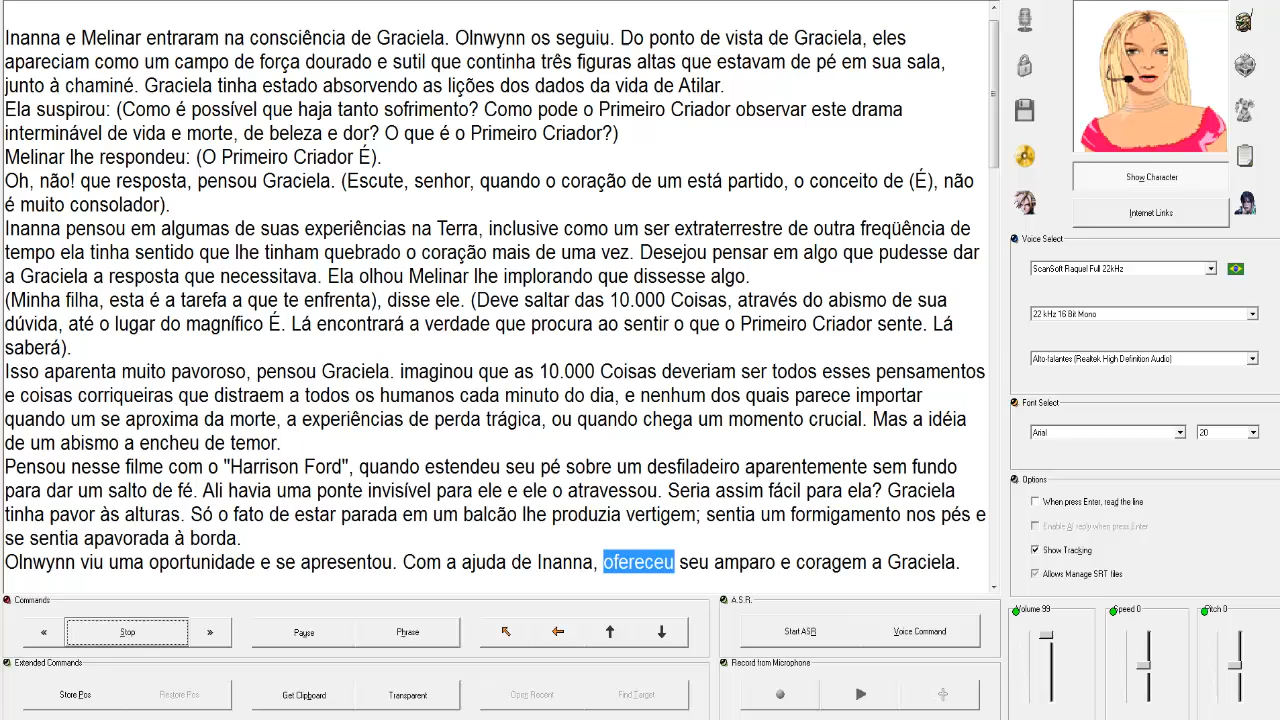 Inanna e Melinar entraram na consciência de Graciela. Olnwynn os seguiu. Do ponto de vista de Graciela, eles
apareciam como um campo de força dourado e sutil que continha três figuras altas que estavam de pé em sua sala,
junto à chaminé. Graciela tinha estado absorvendo as lições dos dados da vida de Atilar.
Ela suspirou: (Como é possível que haja tanto sofrimento? Como pode o Primeiro Criador observar este drama
interminável de vida e morte, de beleza e dor? O que é o Primeiro Criador?)
Melinar lhe respondeu: (O Primeiro Criador É).
Oh, não! que resposta, pensou Graciela. (Escute, senhor, quando o coração de um está partido, o conceito de (É), não
é muito consolador).
Inanna pensou em algumas de suas experiências na Terra, inclusive como um ser extraterrestre de outra freqüência de
tempo ela tinha sentido que lhe tinham quebrado o coração mais de uma vez. Desejou pensar em algo que pudesse dar
a Graciela a resposta que necessitava. Ela olhou Melinar lhe implorando que dissesse algo.
(Minha filha, esta é a tarefa a que te enfrenta), disse ele. (Deve saltar das 10.000 Coisas, através do abismo de sua
dúvida, até o lugar do magnífico É. Lá encontrará a verdade que procura ao sentir o que o Primeiro Criador sente. Lá
saberá).
Isso aparenta muito pavoroso, pensou Graciela. imaginou que as 10.000 Coisas deveriam ser todos esses pensamentos
e coisas corriqueiras que distraem a todos os humanos cada minuto do dia, e nenhum dos quais parece importar
quando um se aproxima da morte, a experiências de perda trágica, ou quando chega um momento crucial. Mas a idéia
de um abismo a encheu de temor.
Pensou nesse filme com o "Harrison Ford", quando estendeu seu pé sobre um desfiladeiro aparentemente sem fundo
para dar um salto de fé. Ali havia uma ponte invisível para ele e ele o atravessou. Seria assim fácil para ela? Graciela
tinha pavor às alturas. Só o fato de estar parada em um balcão lhe produzia vertigem; sentia um formigamento nos pés e
se sentia apavorada à borda.
Olnwynn viu uma oportunidade e se apresentou. Com a ajuda de Inanna, ofereceu seu amparo e coragem a Graciela.
Show Character
Internet Links
Voice Select
ScanSoft Raquel Full 22kHz
22 kHz 16 Bit Mono
Alto-falantes (Realtek High Definition Audio)
Font Select
Arial
20
Options
When press Enter, read the line
Enable AI reply when press Enter
Show Tracking
Allows Manage SRT files
Volume 99
Speed 0
Pitch 0
Commands
«
Stop
»
Pause
Phrase
A.S.R.
Start ASR
Voice Command
Extended Commands
Store Pos
Restore Pos
Get Clipboard
Transparent
Open Recent
Find Target
Record from Microphone